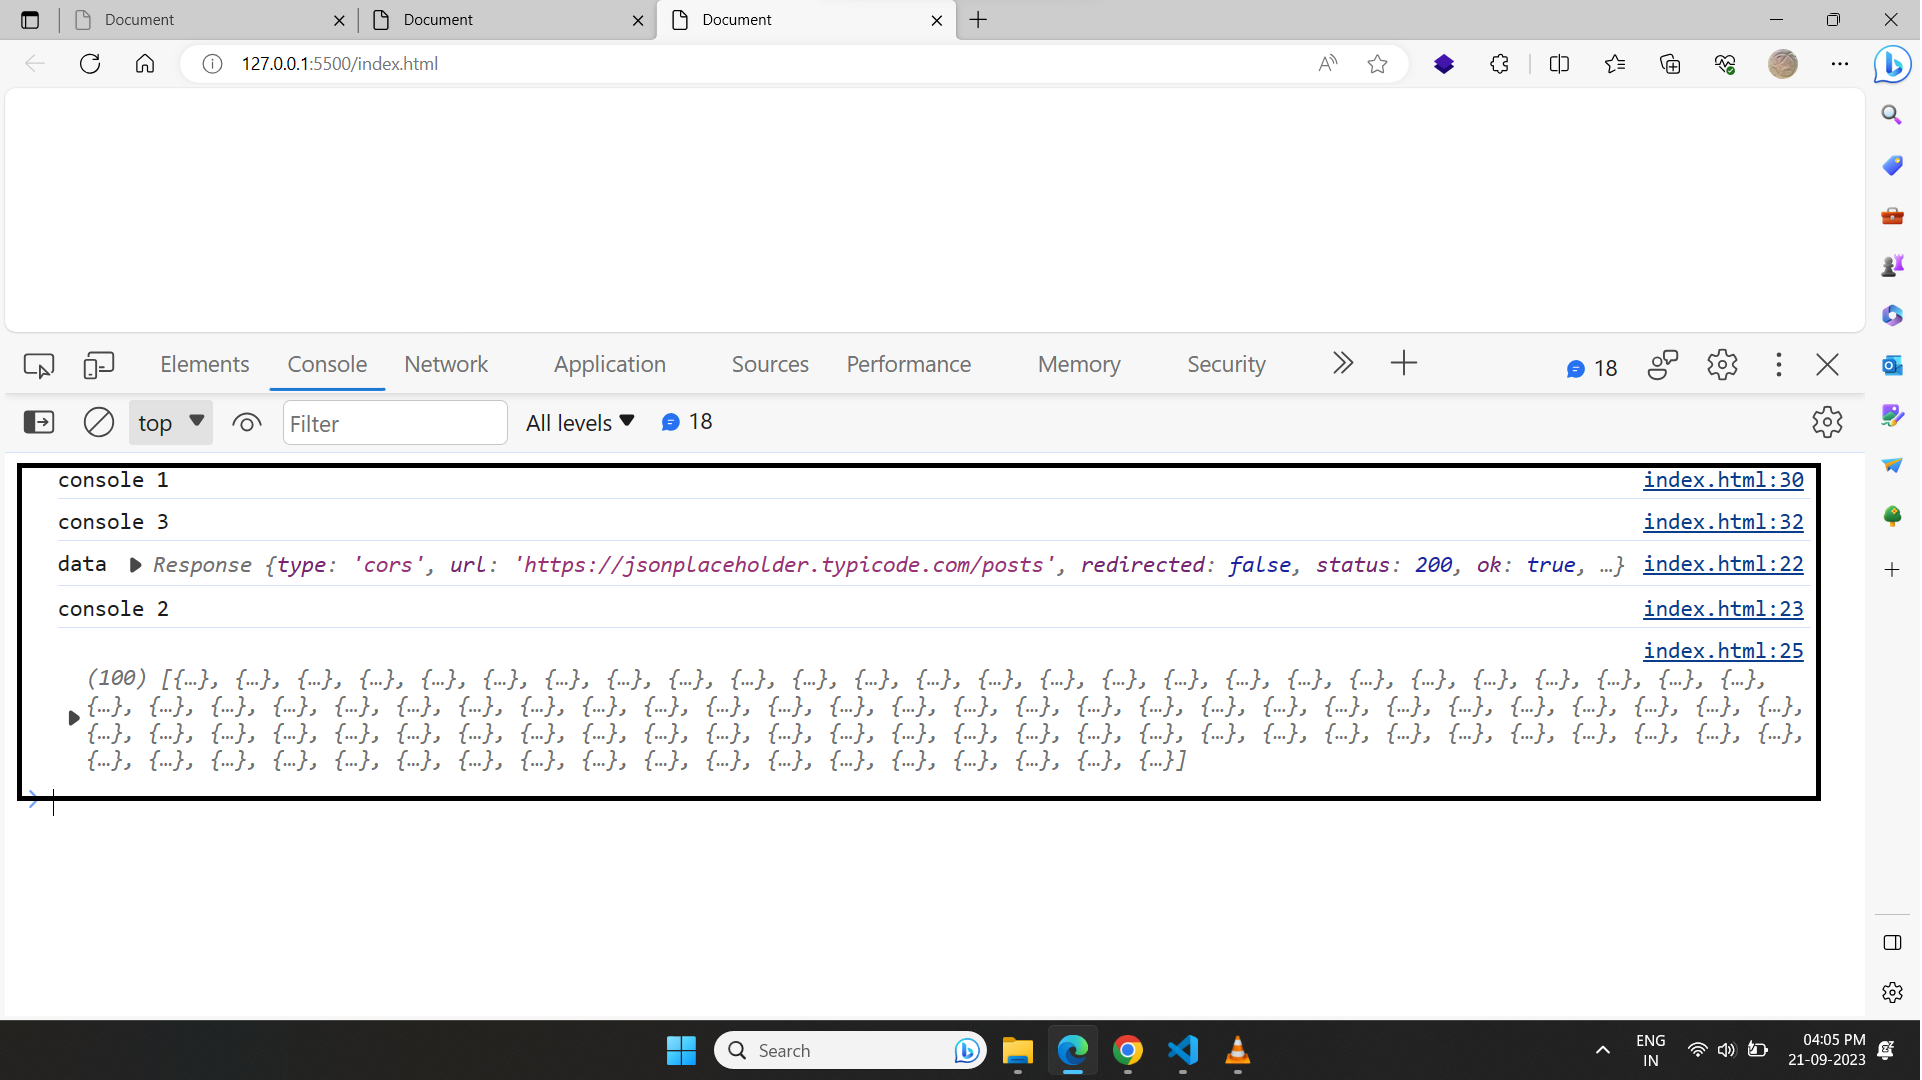 Document
Document
Document
127.0.0.1:5500/index.html
Elements Console Network Application Sources Performance Memory Security 18
top Filter All levels 18
console 1 index.html:30
console 3 index.html:32
data Response {type: 'cors', url: 'https://jsonplaceholder.typicode.com/posts', redirected: false, status: 200, ok: true, …} index.html:22
console 2 index.html:23
index.html:25
(100) [{…}, {…}, {…}, {…}, {…}, {…}, {…}, {…}, {…}, {…}, {…}, {…}, {…}, {…}, {…}, {…}, {…}, {…}, {…}, {…}, {…}, {…}, {…}, {…}, {…}, {…},
{…}, {…}, {…}, {…}, {…}, {…}, {…}, {…}, {…}, {…}, {…}, {…}, {…}, {…}, {…}, {…}, {…}, {…}, {…}, {…}, {…}, {…}, {…}, {…}, {…}, {…}, {…}, {…},
{…}, {…}, {…}, {…}, {…}, {…}, {…}, {…}, {…}, {…}, {…}, {…}, {…}, {…}, {…}, {…}, {…}, {…}, {…}, {…}, {…}, {…}, {…}, {…}, {…}, {…}, {…}, {…},
{…}, {…}, {…}, {…}, {…}, {…}, {…}, {…}, {…}, {…}, {…}, {…}, {…}, {…}, {…}, {…}, {…}, {…}]
Search
ENG
IN
04:05 PM
21-09-2023